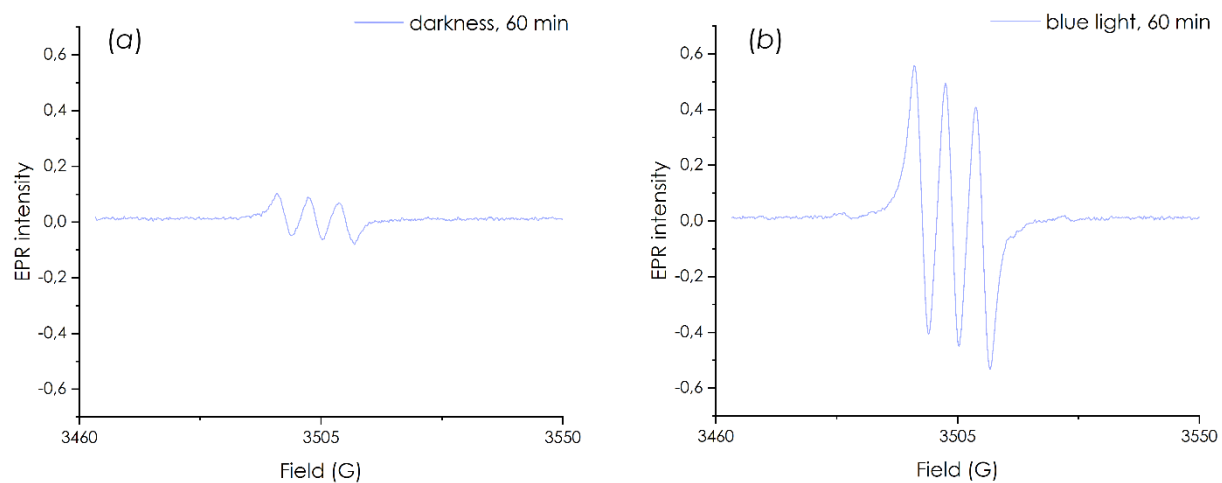 (a)
darkness, 60 min
0,6
0,4
0,2
0,0
-0,2
-0,4
-0,6
EPR intensity
3460
3505
3550
Field (G)
(b)
blue light, 60 min
0,6
0,4
0,2
0,0
-0,2
-0,4
-0,6
EPR intensity
3460
3505
3550
Field (G)